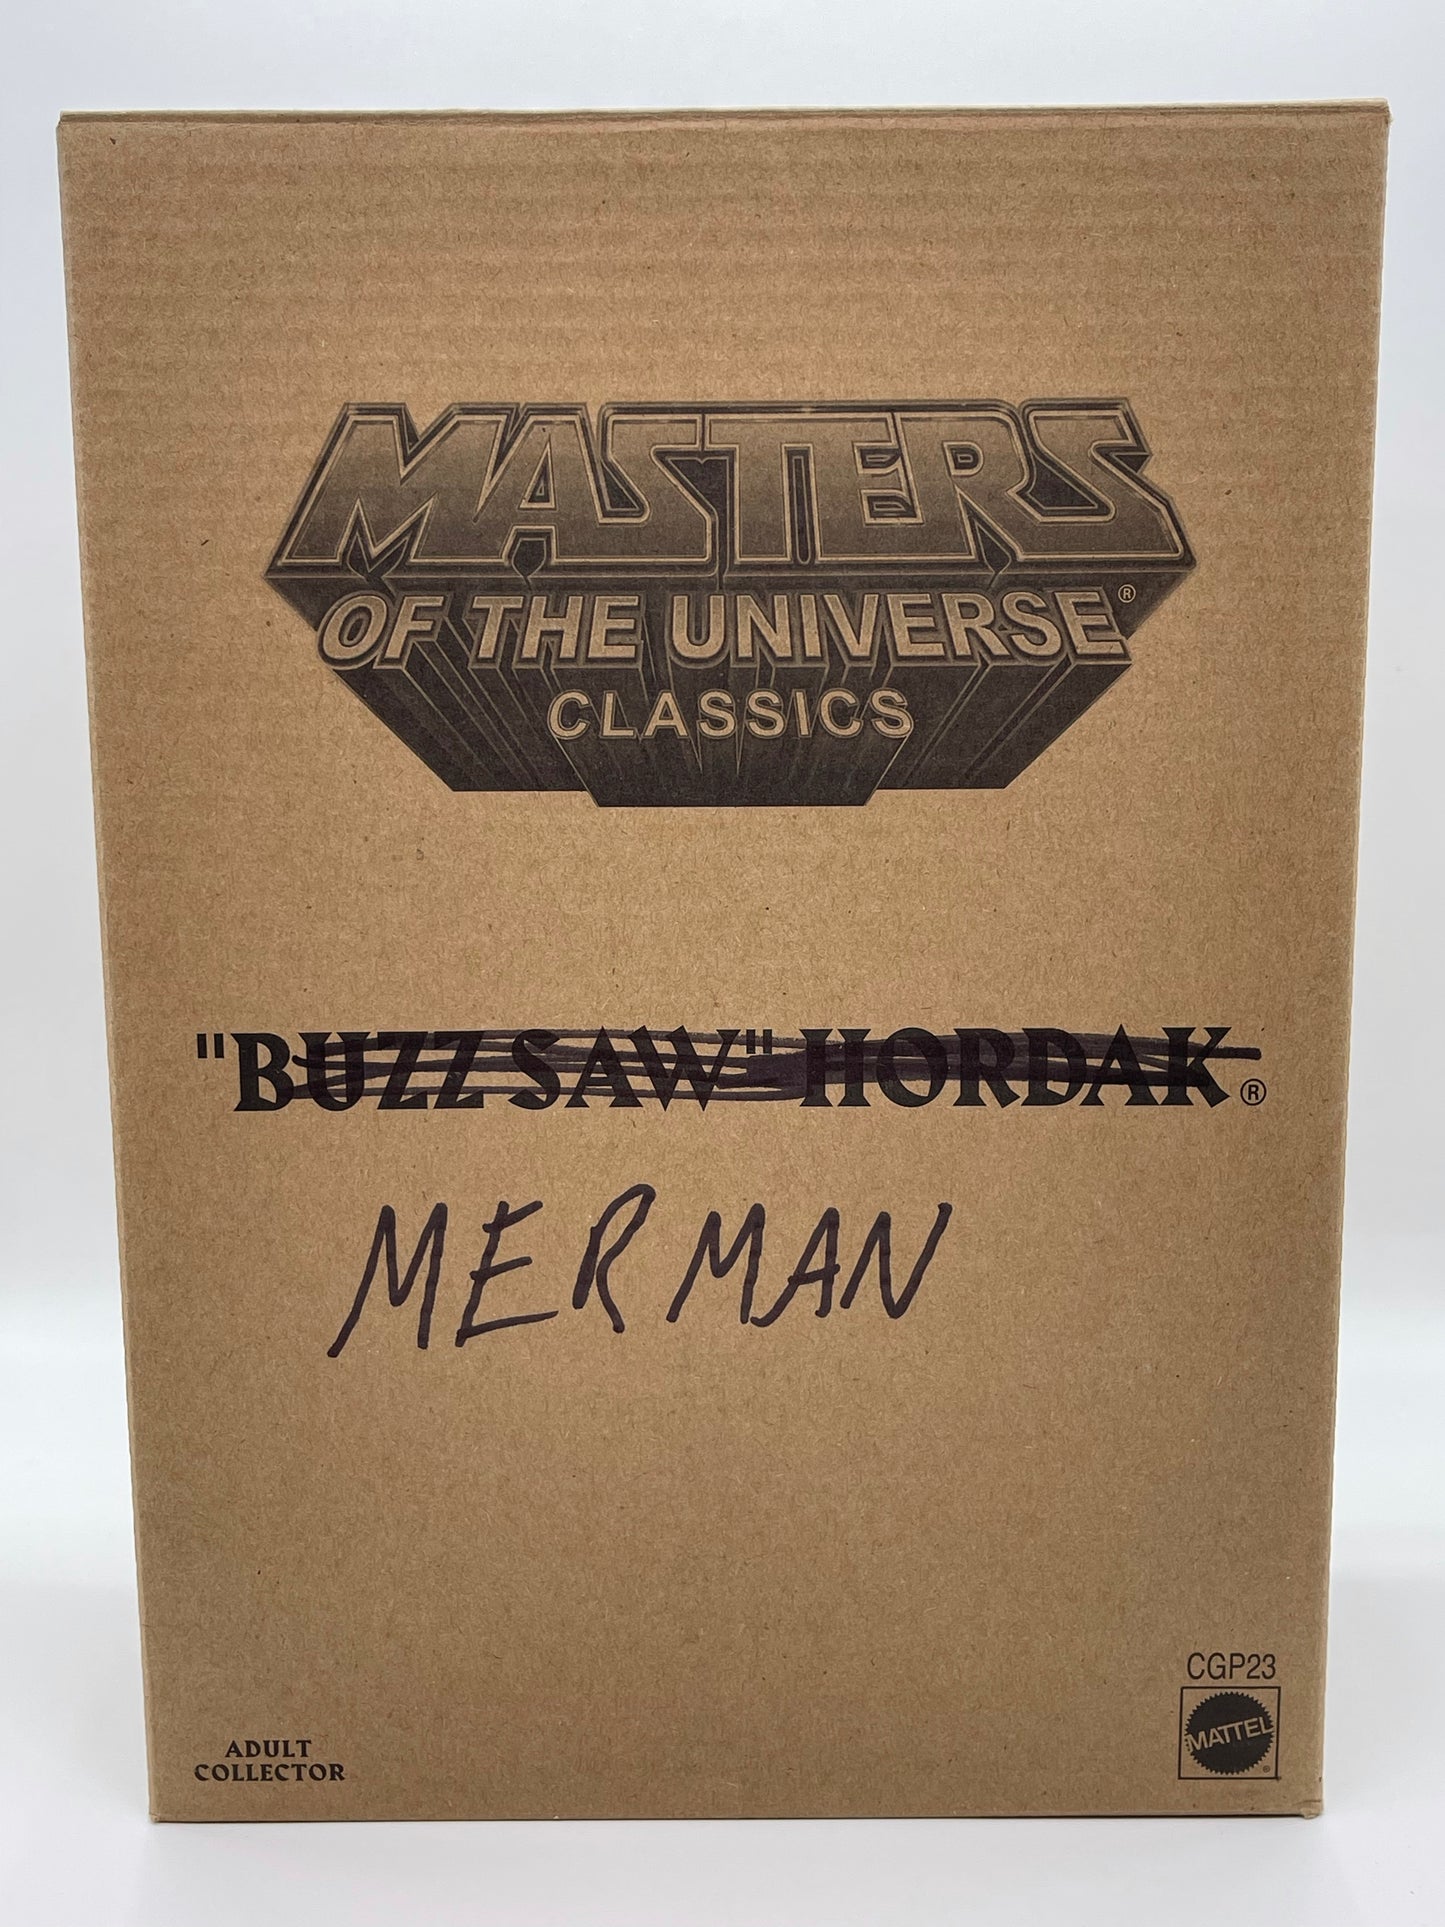 MASTERS
OF THE UNIVERSE®
CLASSICS
"BUZZ SAW" HORDAK®
MERMAN
CGP23
MATTEL®
ADULT
COLLECTOR